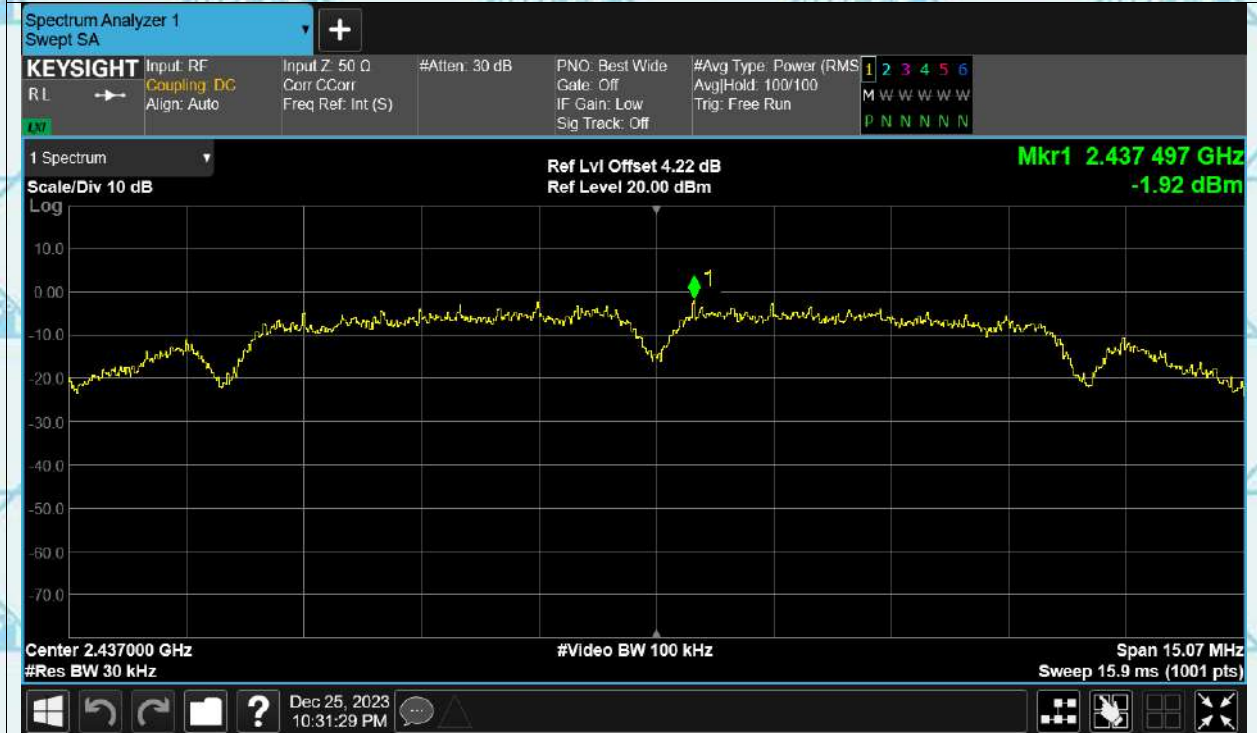 Spectrum Analyzer 1
Swept SA
+
KEYSIGHT
R L
LXI
Input: RF
Coupling: DC
Align: Auto
Input Z: 50 Ω
Corr CCorr
Freq Ref: Int (S)
#Atten: 30 dB
PNO: Best Wide
Gate: Off
IF Gain: Low
Sig Track: Off
#Avg Type: Power (RMS
Avg|Hold: 100/100
Trig: Free Run
1 2 3 4 5 6
M W W W W W
P N N N N N
1 Spectrum
Scale/Div 10 dB
Log
Ref Lvl Offset 4.22 dB
Ref Level 20.00 dBm
Mkr1 2.437 497 GHz
-1.92 dBm
1
10.0
0.00
-10.0
-20.0
-30.0
-40.0
-50.0
-60.0
-70.0
Center 2.437000 GHz
#Video BW 100 kHz
Span 15.07 MHz
#Res BW 30 kHz
Sweep 15.9 ms (1001 pts)
?
Dec 25, 2023
10:31:29 PM